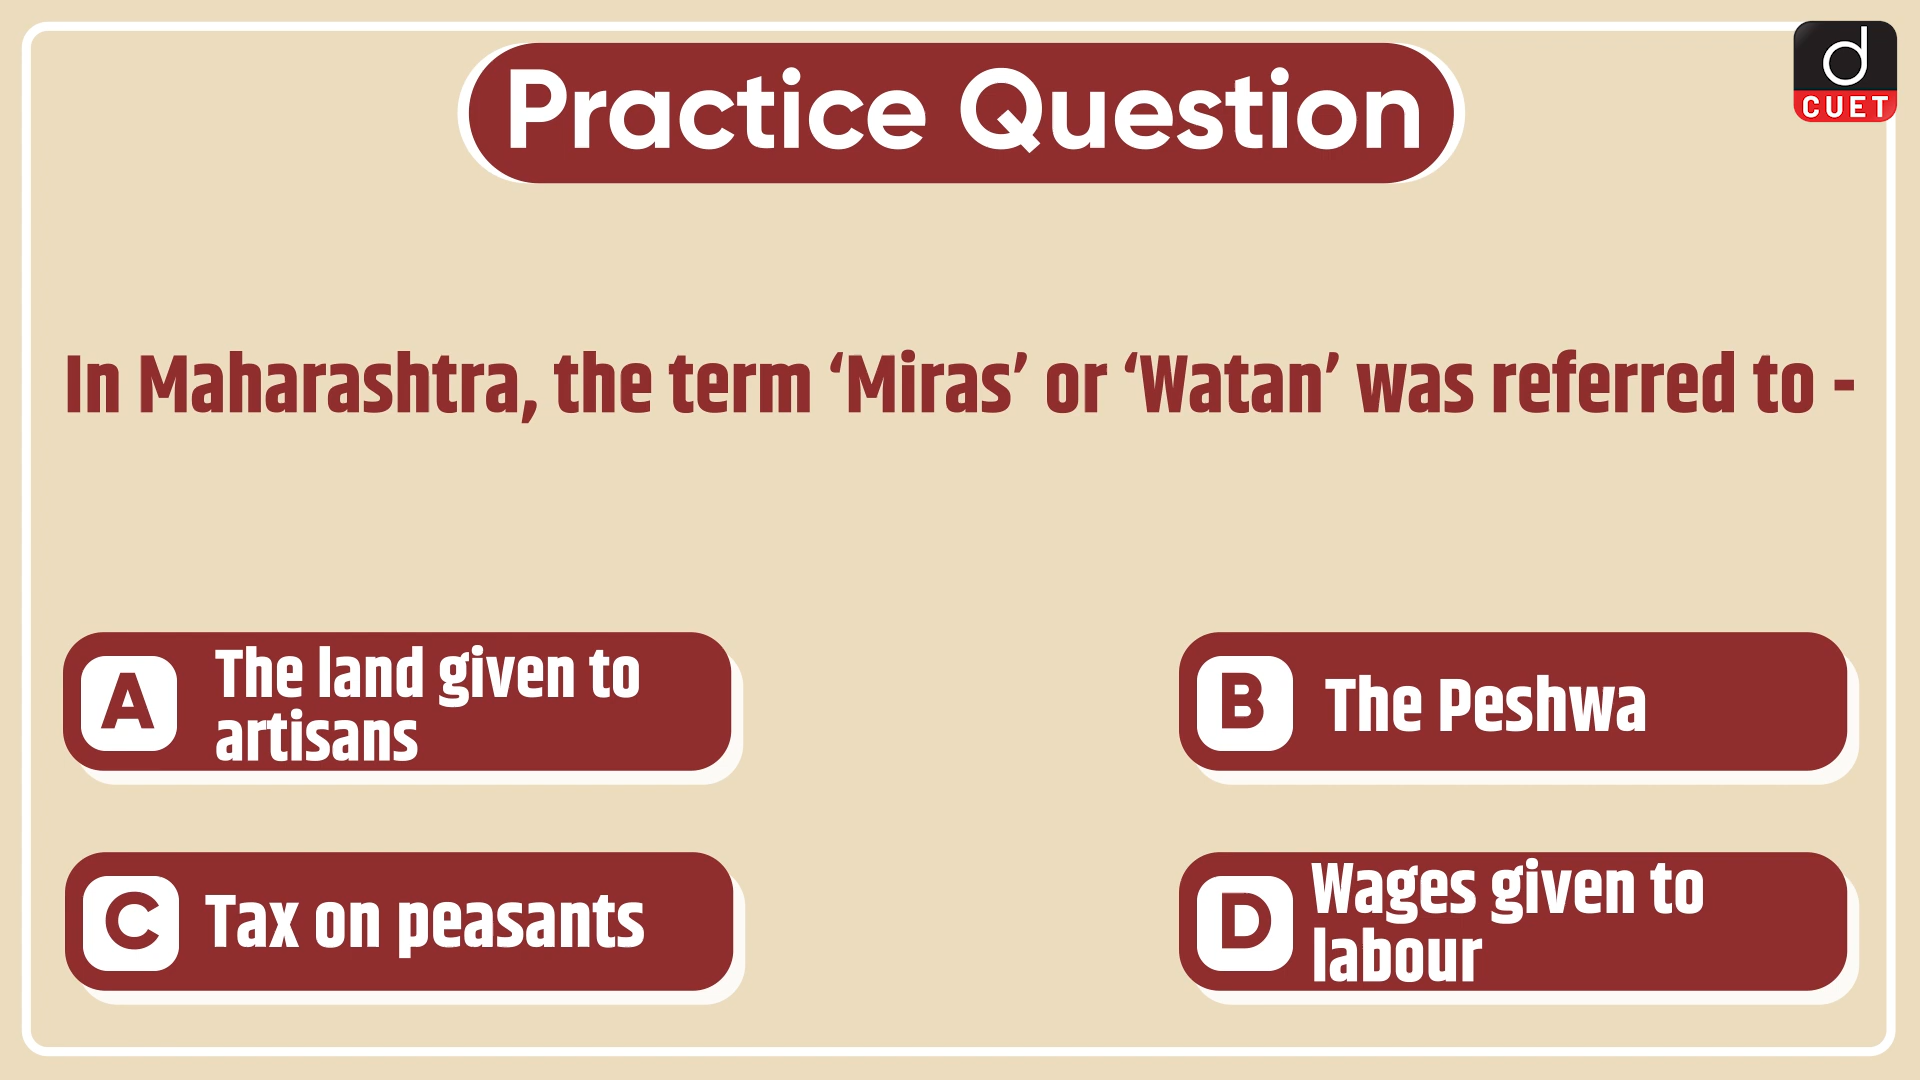 Practice Question
d
CUET
In Maharashtra, the term ‘Miras’ or ‘Watan’ was referred to -
A
The land given to
artisans
B
The Peshwa
C
Tax on peasants
D
Wages given to
labour